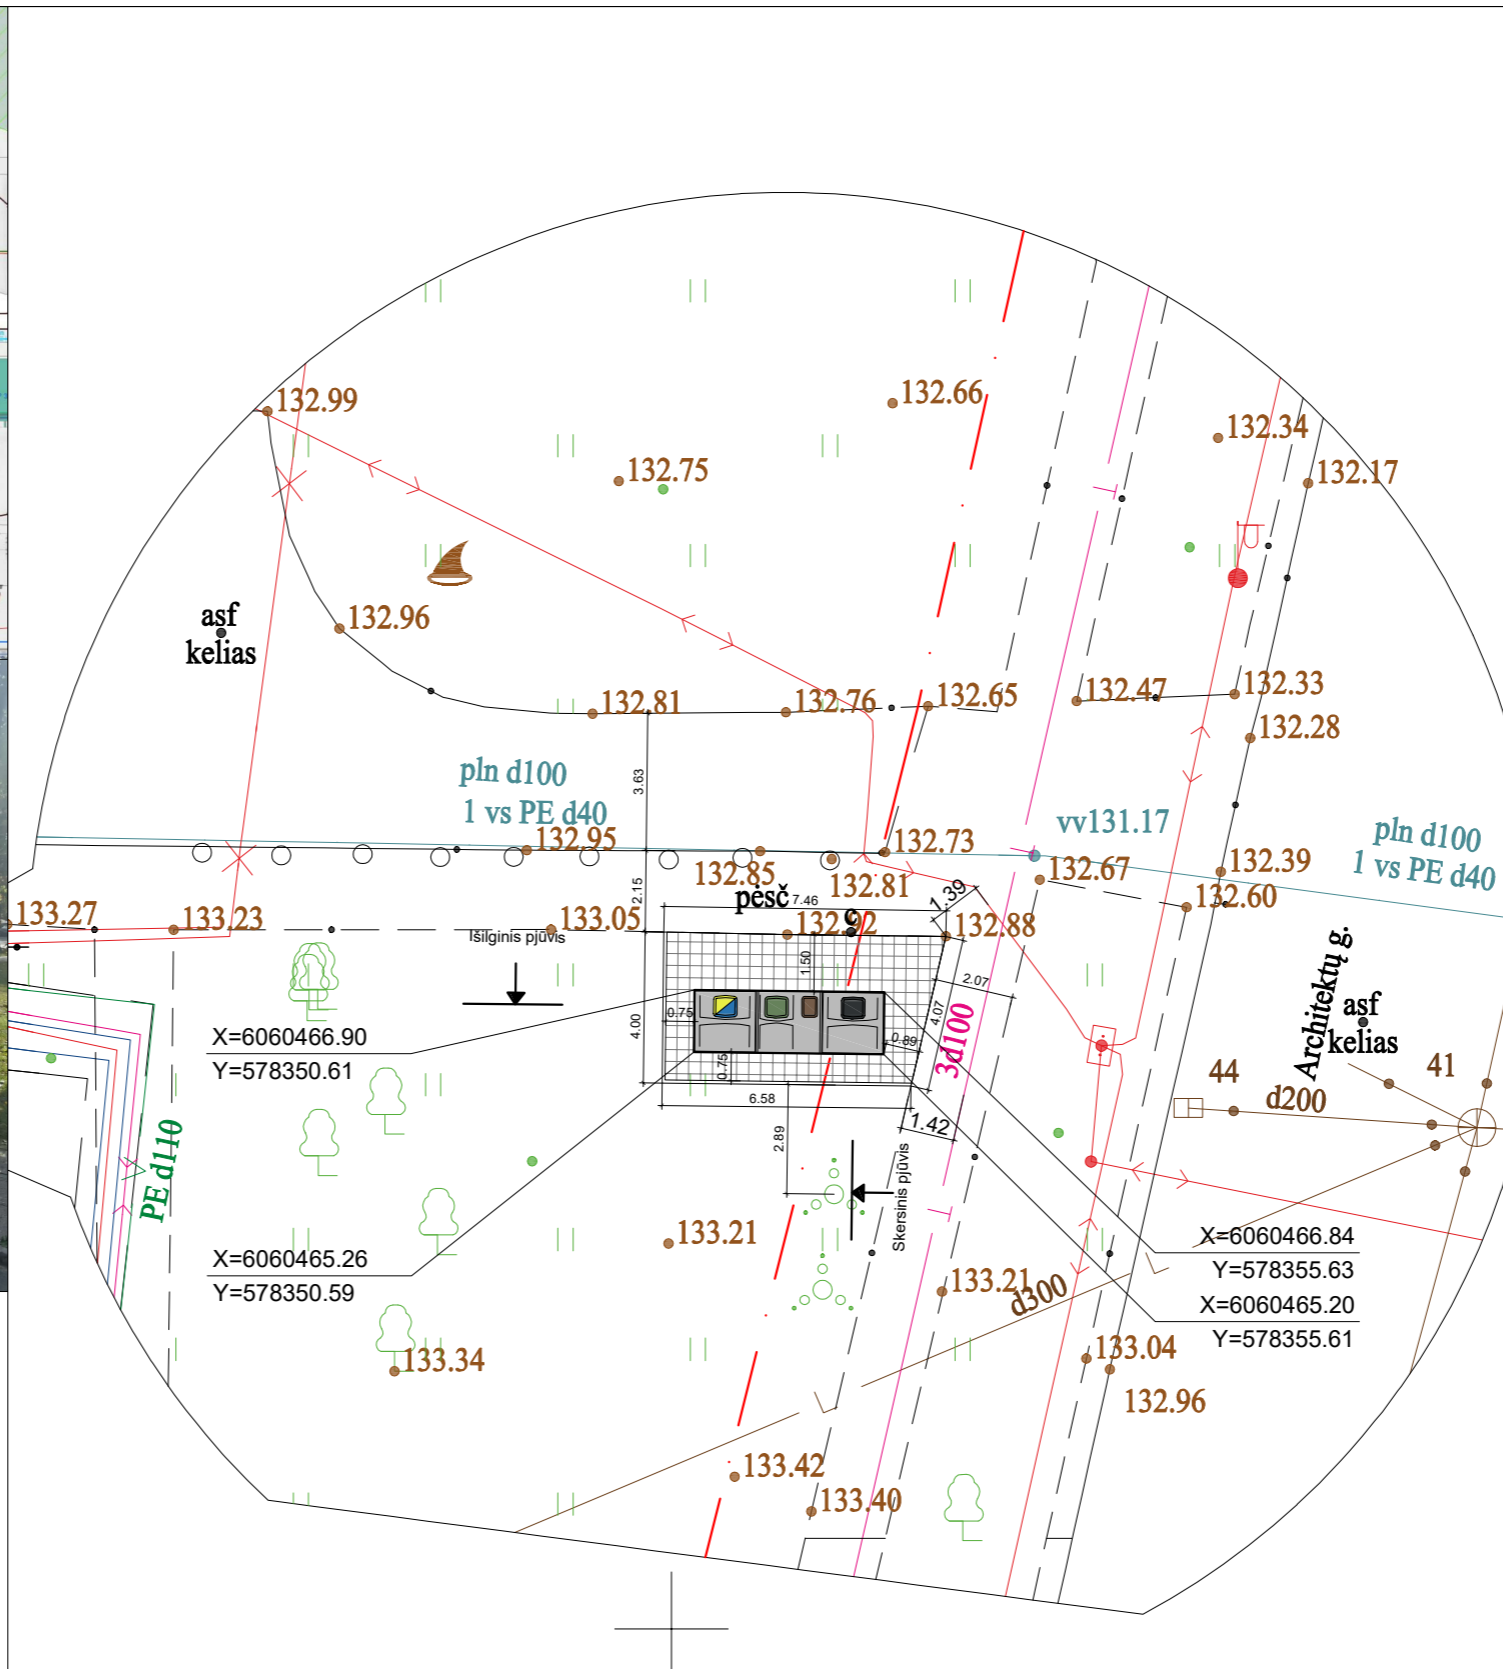 132.99
132.66
132.34
132.75
132.17
asf
kelias
132.96
132.81
132.76
132.65
132.47
132.33
132.28
3.63
pln d100
1 vs PE d40
vv131.17
pln d100
1 vs PE d40
132.95
132.85
132.81
132.73
132.67
132.39
132.60
2.15
pėsč
7.46
c
1.39
133.27
133.23
133.05
132.92
132.88
Išilginis pjūvis
1.50
2.07
4.00
0.75
4.07
0.89
0.75
3d100
Architektų g.
asf
kelias
X=6060466.90
Y=578350.61
6.58
1.42
2.89
44
d200
41
PE d110
Skersinis pjūvis
133.21
X=6060465.26
Y=578350.59
X=6060466.84
Y=578355.63
X=6060465.20
Y=578355.61
133.21
d300
133.34
133.04
132.96
133.42
133.40